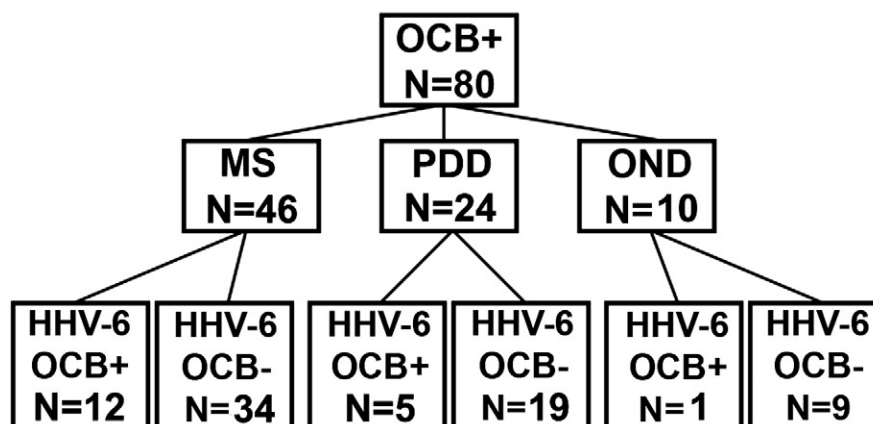 OCB+
N=80
MS
N=46
PDD
N=24
OND
N=10
HHV-6
OCB+
N=12
HHV-6
OCB-
N=34
HHV-6
OCB+
N=5
HHV-6
OCB-
N=19
HHV-6
OCB+
N=1
HHV-6
OCB-
N=9